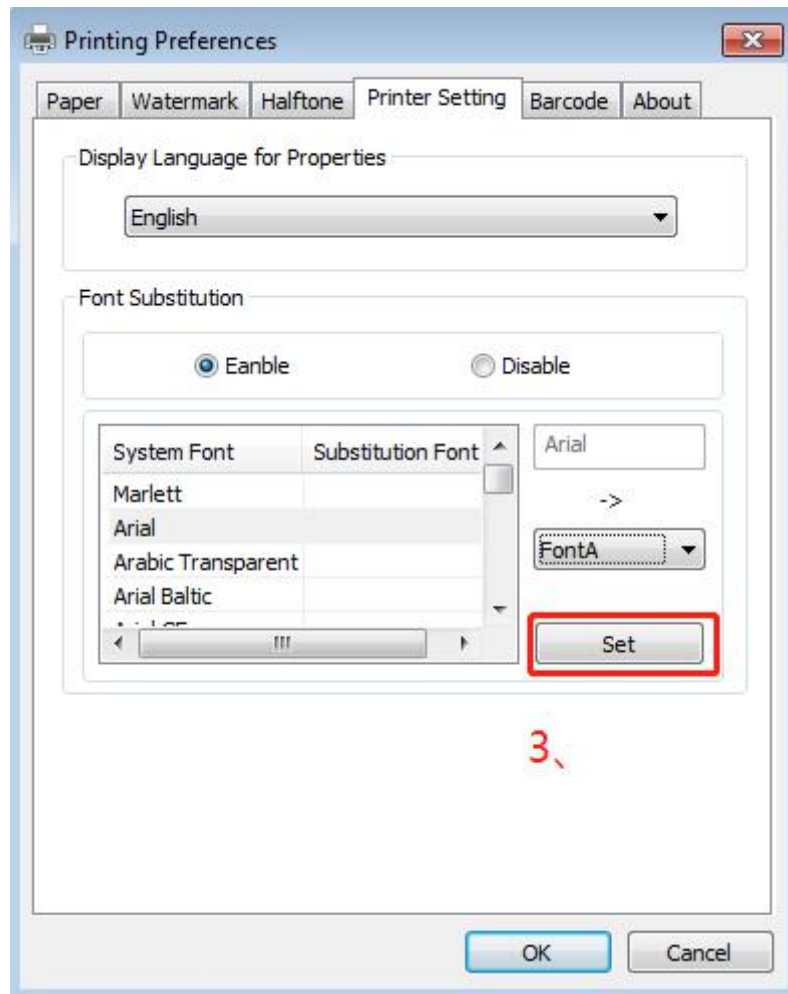 Printing Preferences
Paper Watermark Halftone Printer Setting Barcode About
Display Language for Properties
English
Font Substitution
Eanble Disable
System Font Substitution Font
Marlett
Arial
Arabic Transparent
Arial Baltic
Arial
->
FontA
Set
3、
OK Cancel